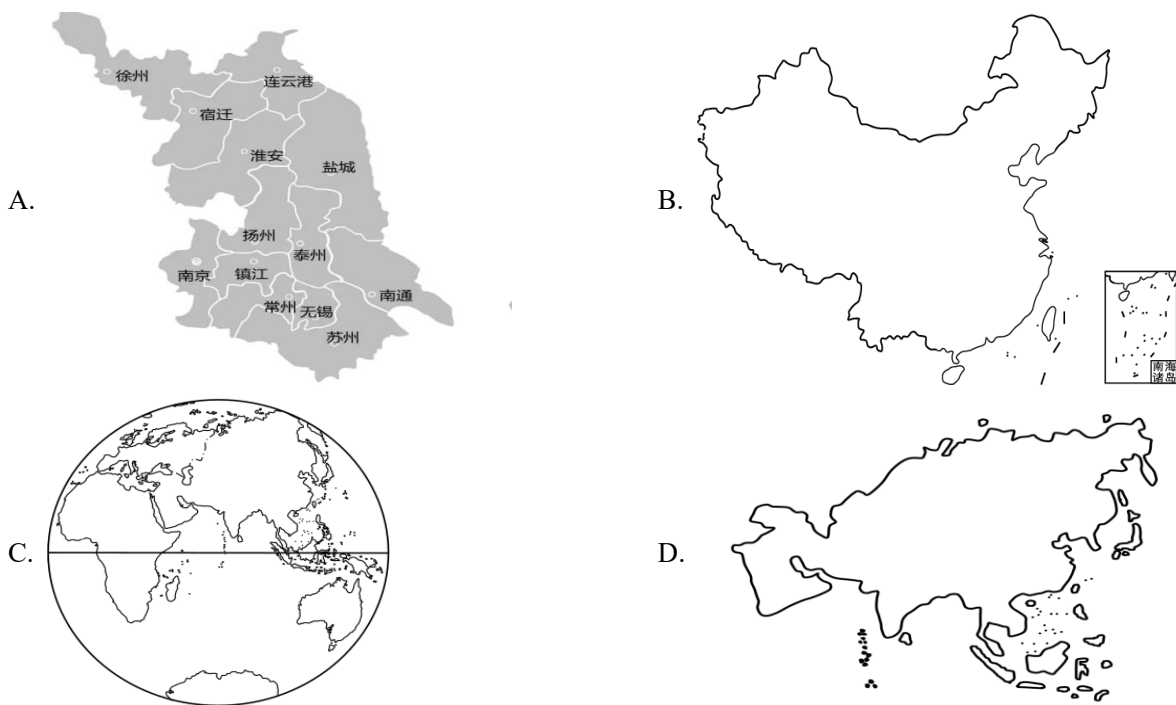 A.
徐州
连云港
宿迁
淮安
盐城
扬州
泰州
南京
镇江
南通
常州
无锡
苏州
B.
南海
诸岛
C.
D.